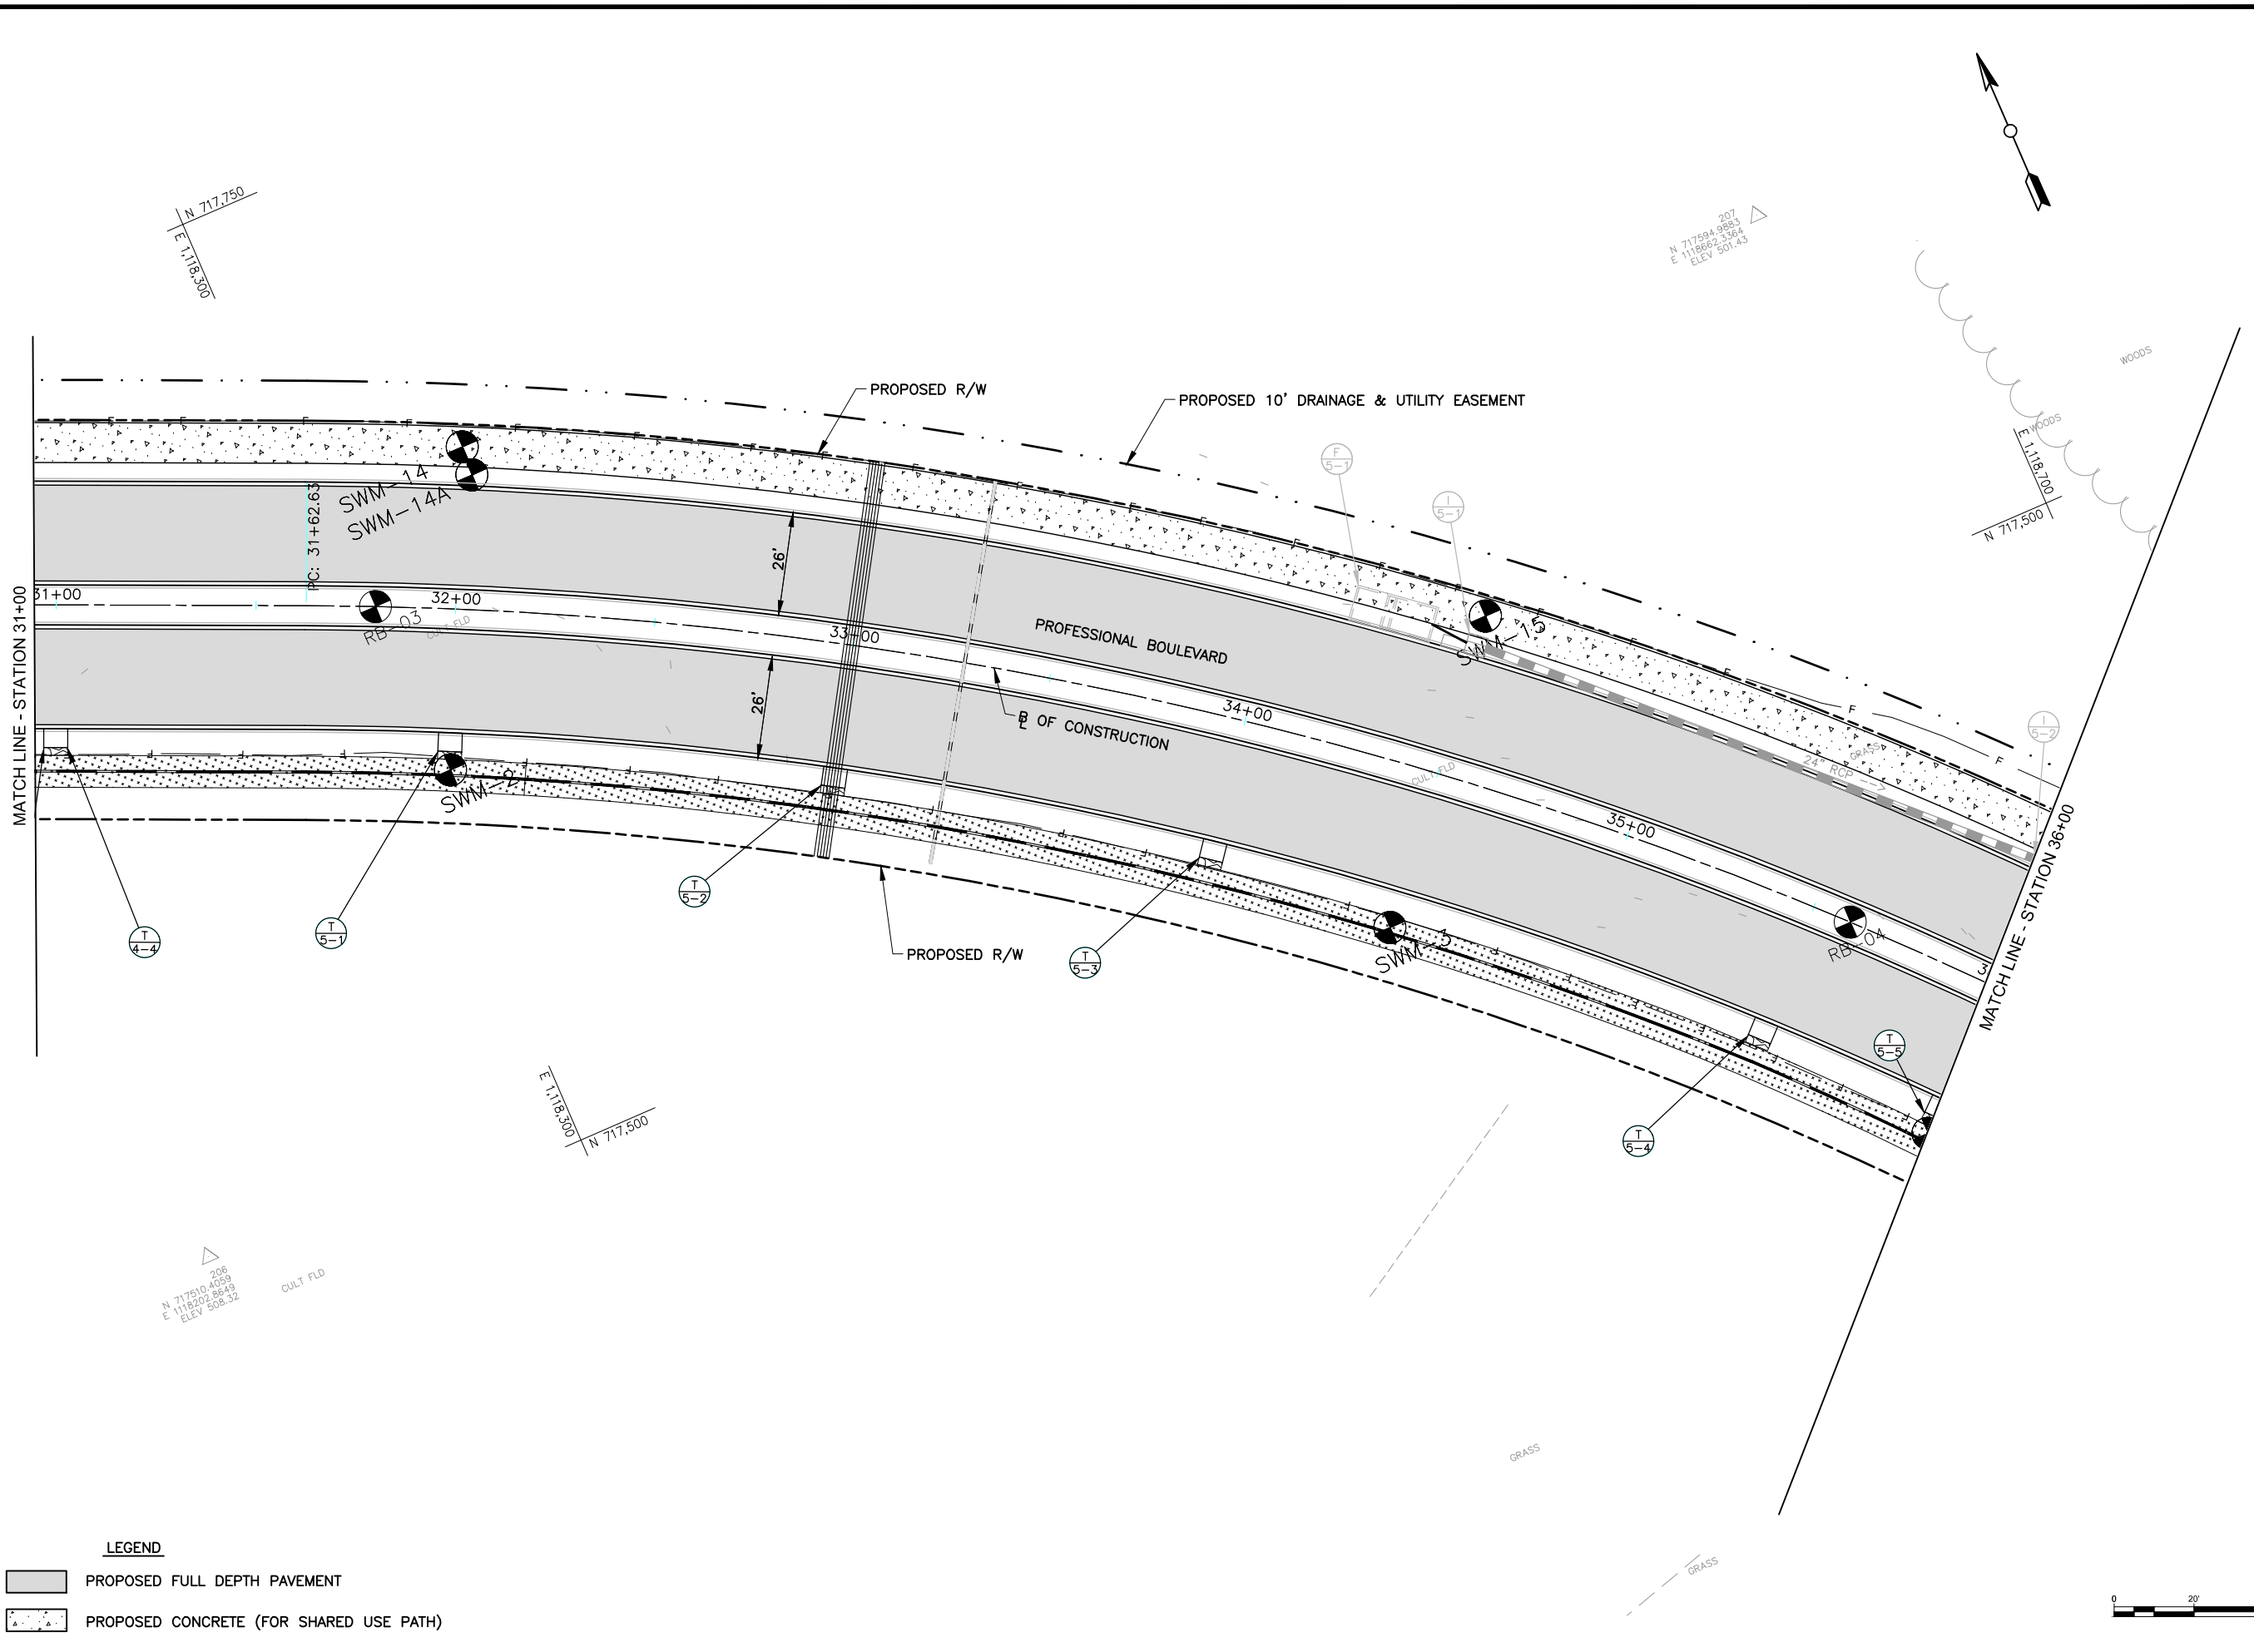 N 717,750
E 1,118,300
207
N 717594.9883
E 1118662.3364
ELEV 501.43
WOODS
WOODS
E 1,118,700
N 717,500
PROPOSED R/W
PROPOSED 10' DRAINAGE & UTILITY EASEMENT
F
5-1
I
5-1
SWM-14
SWM-14A
PC: 31+62.63
MATCH LINE - STATION 31+00
31+00
RB-03
32+00
CULT FLD
26'
33+00
PROFESSIONAL BOULEVARD
SWM-15
26'
BL OF CONSTRUCTION
34+00
CULT FLD
GRASS
24" RCP
I
5-2
35+00
RB-04
3
MATCH LINE - STATION 36+00
SWM-2
SWM-3
T
4-4
T
5-1
T
5-2
T
5-3
T
5-4
T
5-5
PROPOSED R/W
E 1,118,300
N 717,500
206
N 717510.4059
E 1118202.8649
ELEV 508.32
CULT FLD
GRASS
GRASS
LEGEND
PROPOSED FULL DEPTH PAVEMENT
PROPOSED CONCRETE (FOR SHARED USE PATH)
0 20'